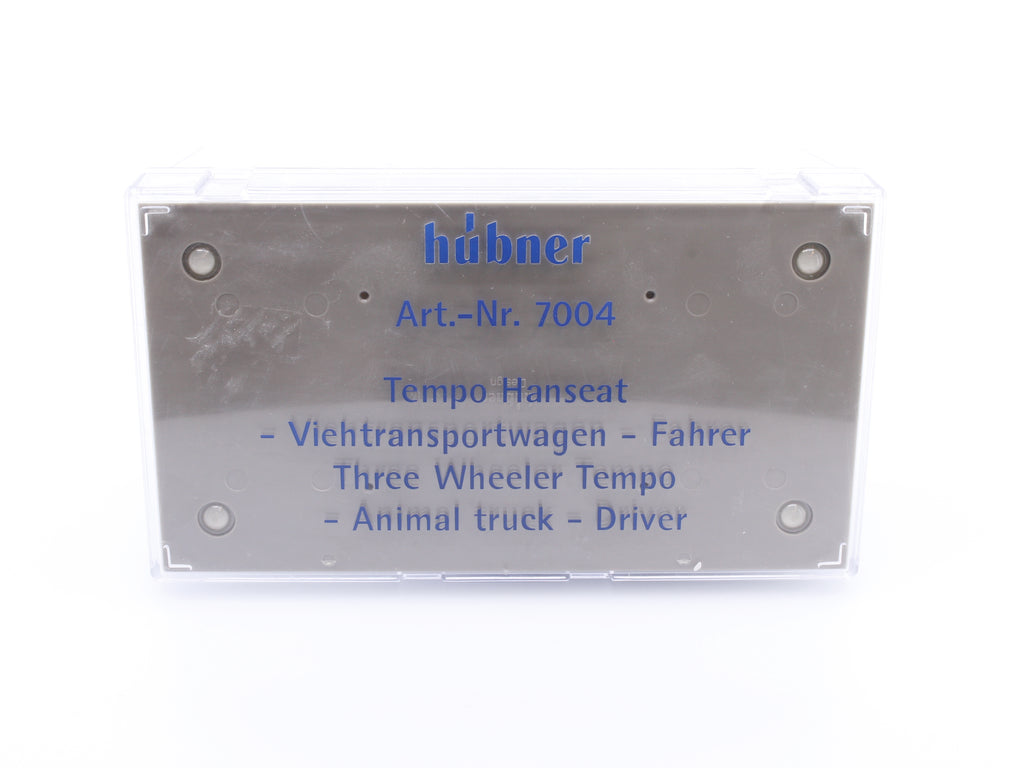 hübner
Art.-Nr. 7004
Tempo Hanseat
- Viehtransportwagen - Fahrer
Three Wheeler Tempo
- Animal truck - Driver